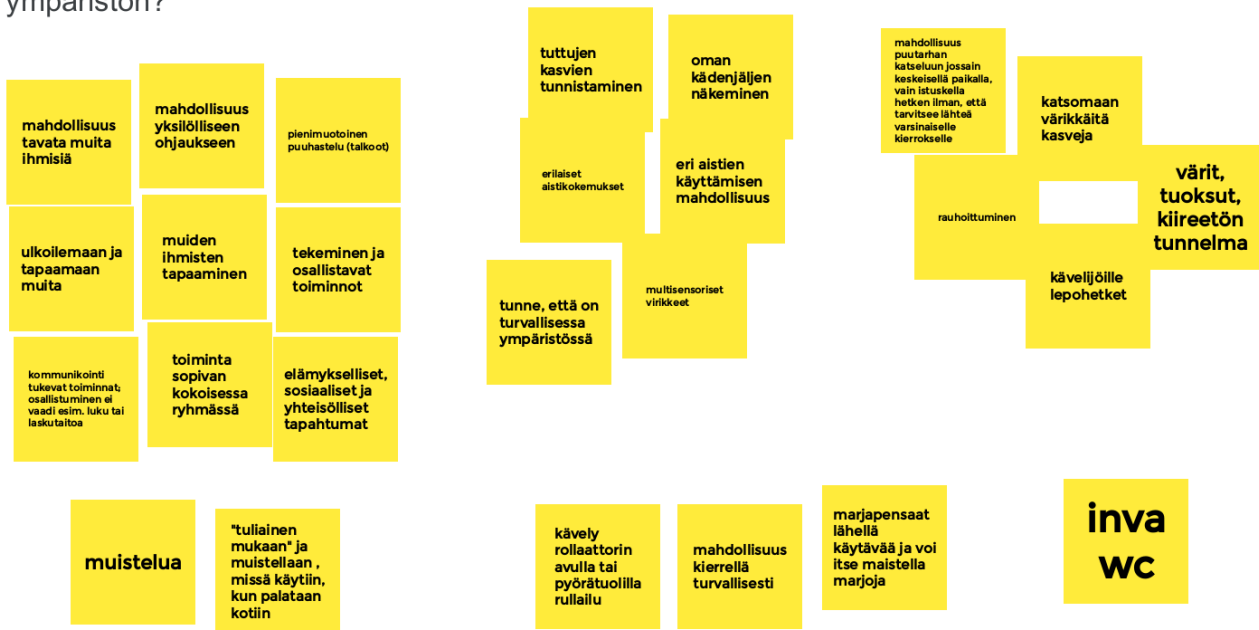 ympäristön?
mahdollisuus
tavata muita
ihmisiä
mahdollisuus
yksilölliseen
ohjaukseen
pienimuotoinen
puuhastelu (talkoot)
ulkoilemaan ja
tapaamaan
muita
muiden
ihmisten
tapaaminen
tekeminen ja
osallistavat
toiminnot
kommunikointi
tukevat toiminnat;
osallistuminen ei
vaadi esim. luku tai
laskutaitoa
toiminta
sopivan
kokoisessa
ryhmässä
elämykselliset,
sosiaaliset ja
yhteisölliset
tapahtumat
tuttujen
kasvien
tunnistaminen
oman
kädenjäljen
näkeminen
erilaiset
aistikokemukset
eri aistien
käyttämisen
mahdollisuus
tunne, että on
turvallisessa
ympäristössä
multisensoriset
virikkeet
mahdollisuus
puutarhan
katseluun jossain
keskeisellä paikalla,
vain istuskella
hetken ilman, että
tarvitsee lähteä
varsinaiselle
kierrokselle
katsomaan
värikkäitä
kasveja
rauhoittuminen
värit,
tuoksut,
kiireetön
tunnelma
kävelijöille
lepohetket
muistelua
"tuliainen
mukaan" ja
muistellaan ,
missä käytiin,
kun palataan
kotiin
kävely
rollaattorin
avulla tai
pyörätuolilla
rullailu
mahdollisuus
kierrellä
turvallisesti
marjapensaat
lähellä
käytävää ja voi
itse maistella
marjoja
inva
wc